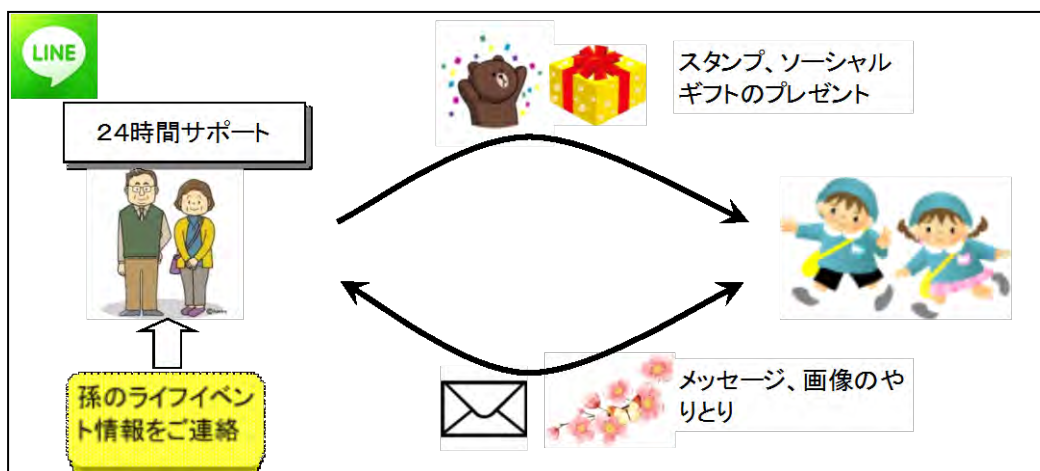 LINE
スタンプ、ソーシャル
ギフトのプレゼント
24時間サポート
孫のライフイベン
ト情報をご連絡
メッセージ、画像のや
りとり